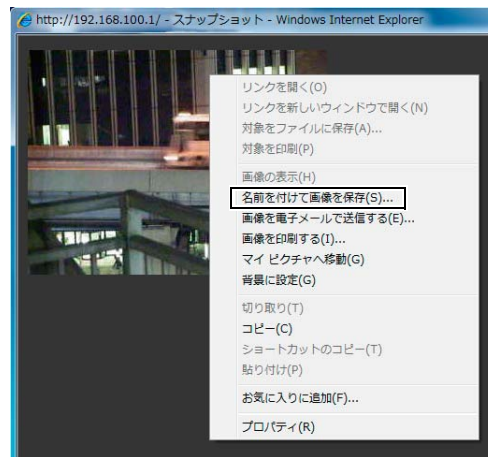 http://192.168.100.1/ - スナップショット - Windows Internet Explorer
リンクを開く(O)
リンクを新しいウィンドウで開く(N)
対象をファイルに保存(A)...
対象を印刷(P)
画像の表示(H)
名前を付けて画像を保存(S)...
画像を電子メールで送信する(E)...
画像を印刷する(I)...
マイ ピクチャへ移動(G)
背景に設定(G)
切り取り(T)
コピー(C)
ショートカットのコピー(T)
貼り付け(P)
お気に入りに追加(F)...
プロパティ(R)